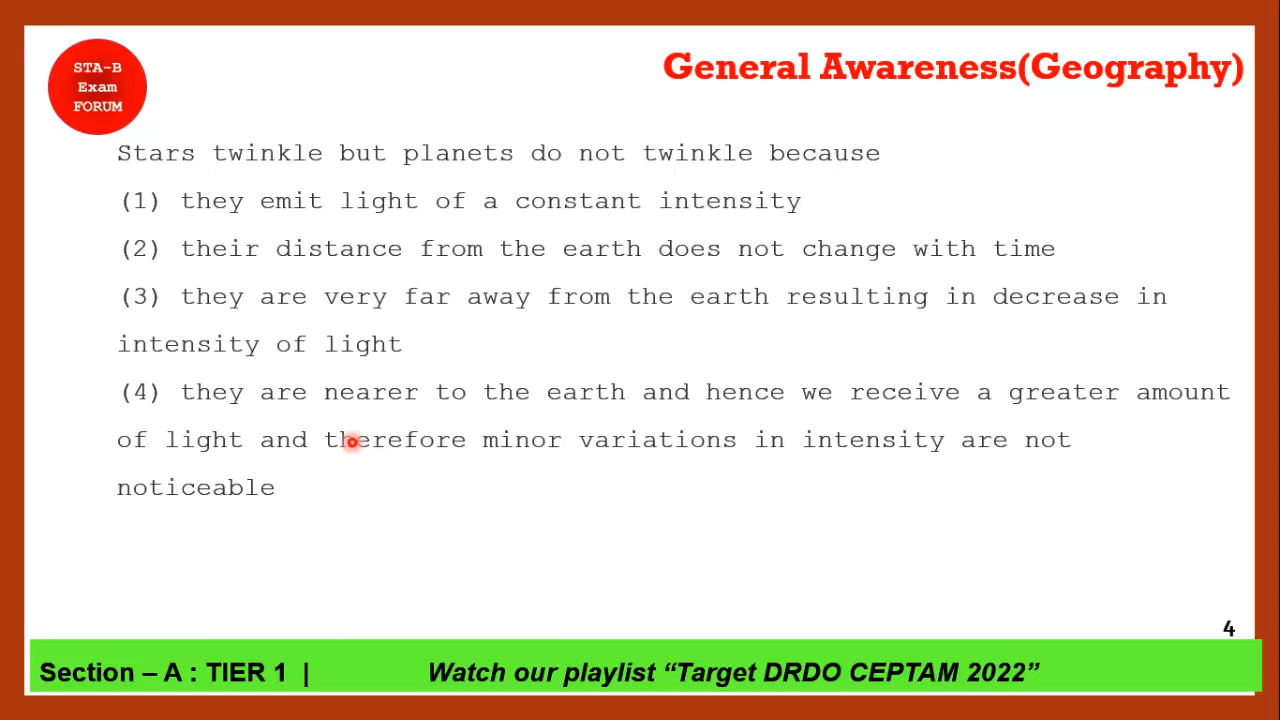 STA-B
Exam
FORUM
General Awareness(Geography)
Stars twinkle but planets do not twinkle because
(1) they emit light of a constant intensity
(2) their distance from the earth does not change with time
(3) they are very far away from the earth resulting in decrease in
intensity of light
(4) they are nearer to the earth and hence we receive a greater amount
of light and therefore minor variations in intensity are not
noticeable
4
Section – A : TIER 1 | Watch our playlist “Target DRDO CEPTAM 2022”